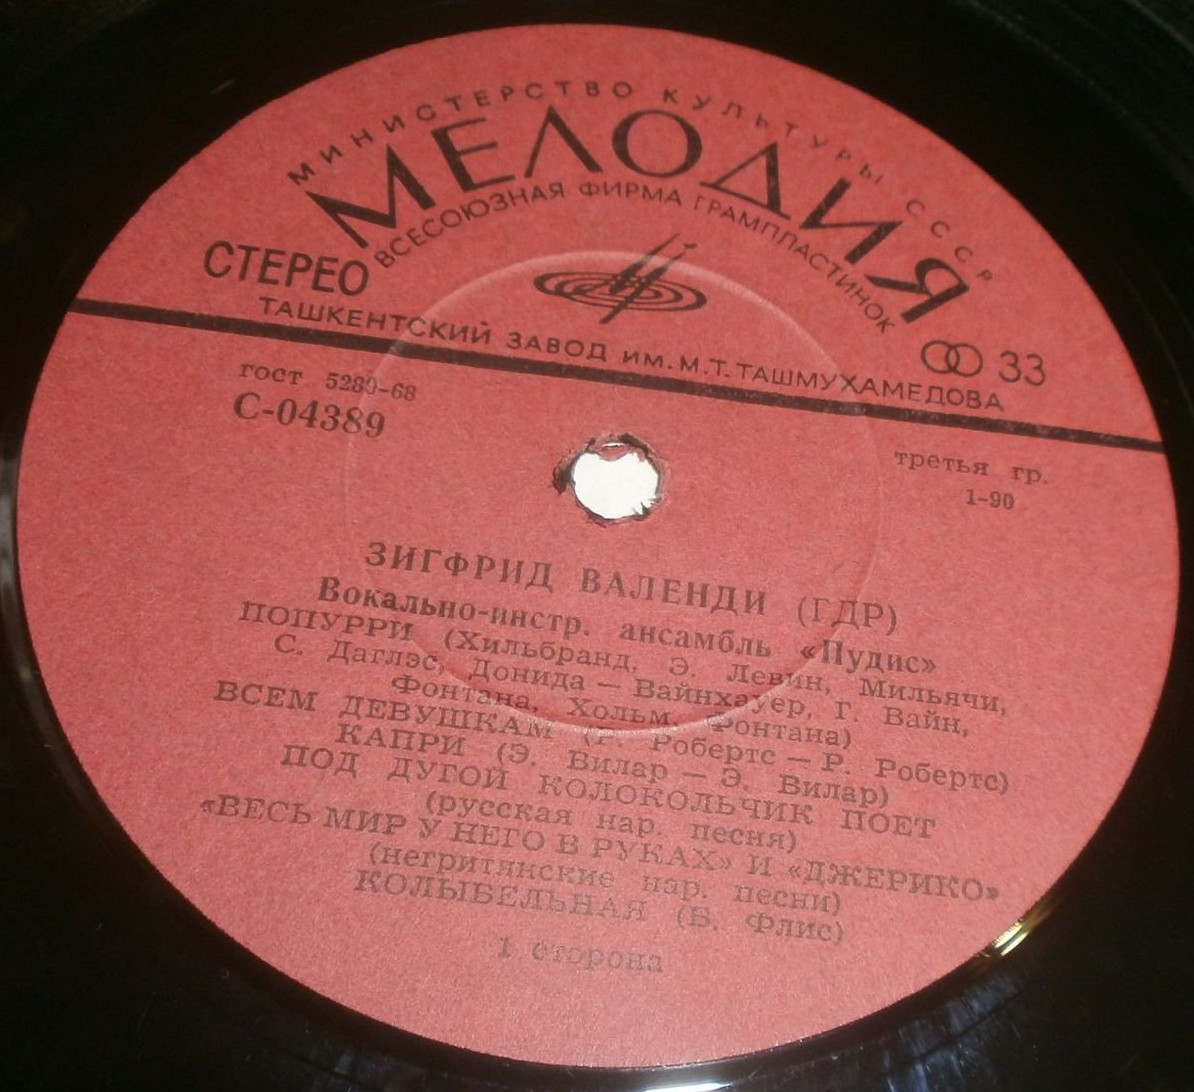 МИНИСТЕРСТВО КУЛЬТУРЫ СССР
МЕЛОДИЯ
ВСЕСОЮЗНАЯ ФИРМА ГРАМПЛАСТИНОК
СТЕРЕО
33
ТАШКЕНТСКИЙ ЗАВОД ИМ. М.Т. ТАШМУХАМЕДОВА
гост 5289-68
С-04389
третья гр.
1-90
ЗИГФРИД ВАЛЕНДИ (ГДР)
Вокально-инстр. ансамбль «Пудис»
ПОПУРРИ (Хильбранд, Э. Левин, Мильячи,
С. Даглэс, Донида — Вайнхауер, Г. Вайн,
Фонтана, Хольм, Фонтана)
ВСЕМ ДЕВУШКАМ (Р. Робертс — Р. Робертс)
КАПРИ (Э. Вилар — Э. Вилар)
ПОД ДУГОЙ КОЛОКОЛЬЧИК ПОЕТ
(русская нар. песня)
«ВЕСЬ МИР У НЕГО В РУКАХ» И «ДЖЕРИКО»
(негритянские нар. песни)
КОЛЫБЕЛЬНАЯ (Б. Флис)
1 сторона